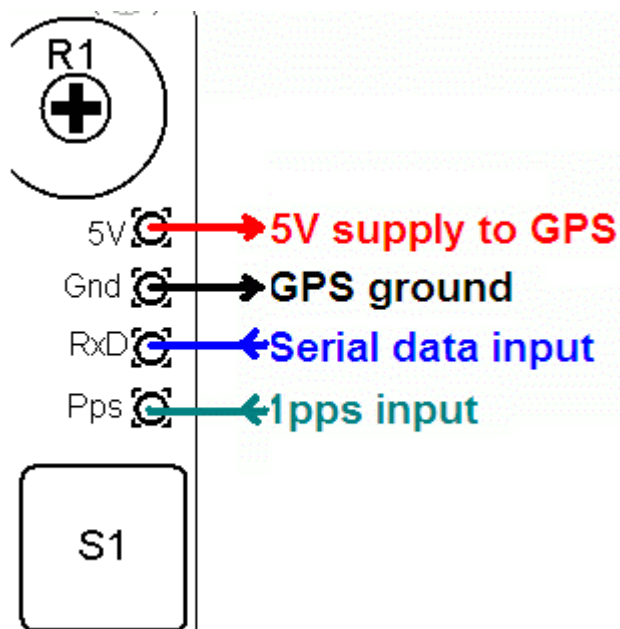 R1
5V 5V supply to GPS
Gnd GPS ground
RxD Serial data input
Pps 1pps input
S1